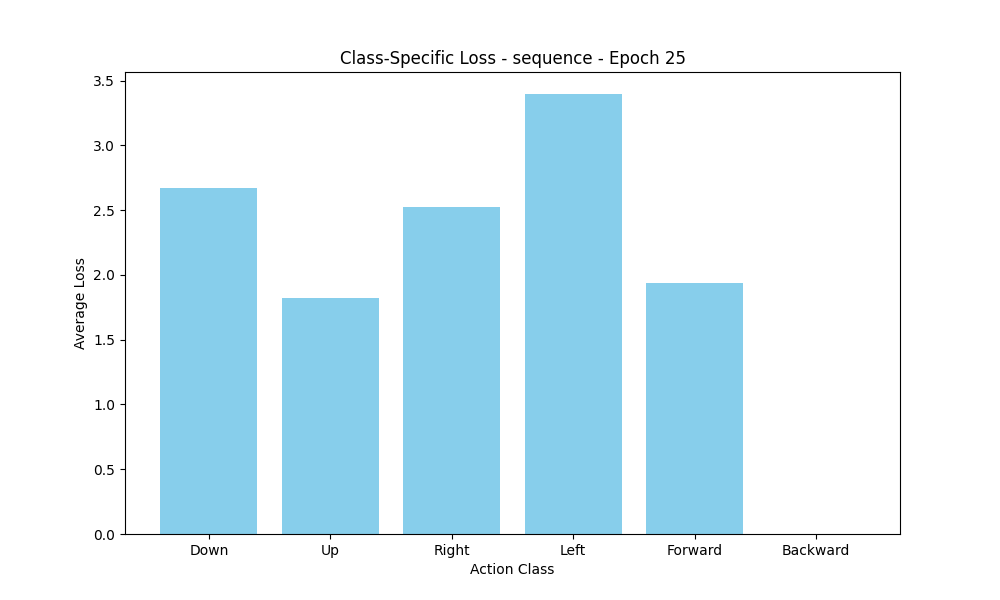 Class-Specific Loss - sequence - Epoch 25
3.5
3.0
2.5
2.0
1.5
1.0
0.5
0.0
Average Loss
Down Up Right Left Forward Backward
Action Class